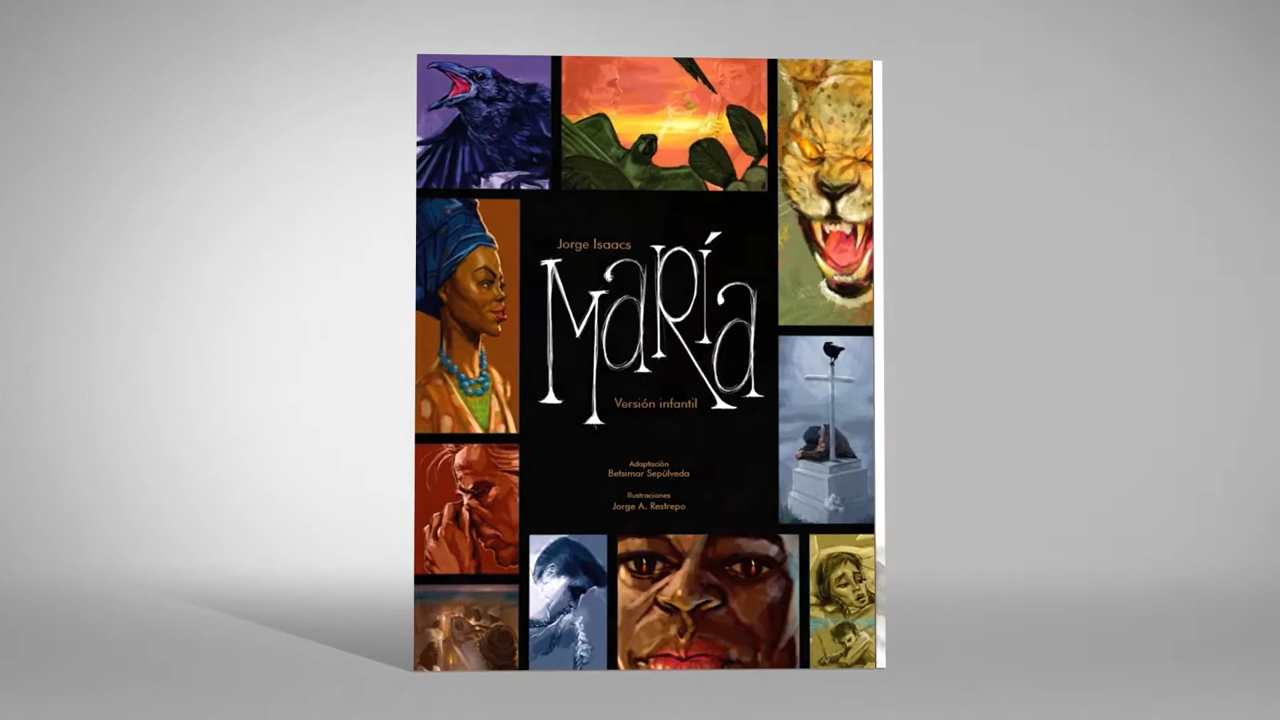 Jorge Isaacs
María
Versión infantil
Adaptación
Betsimar Sepúlveda
Ilustraciones
Jorge A. Restrepo